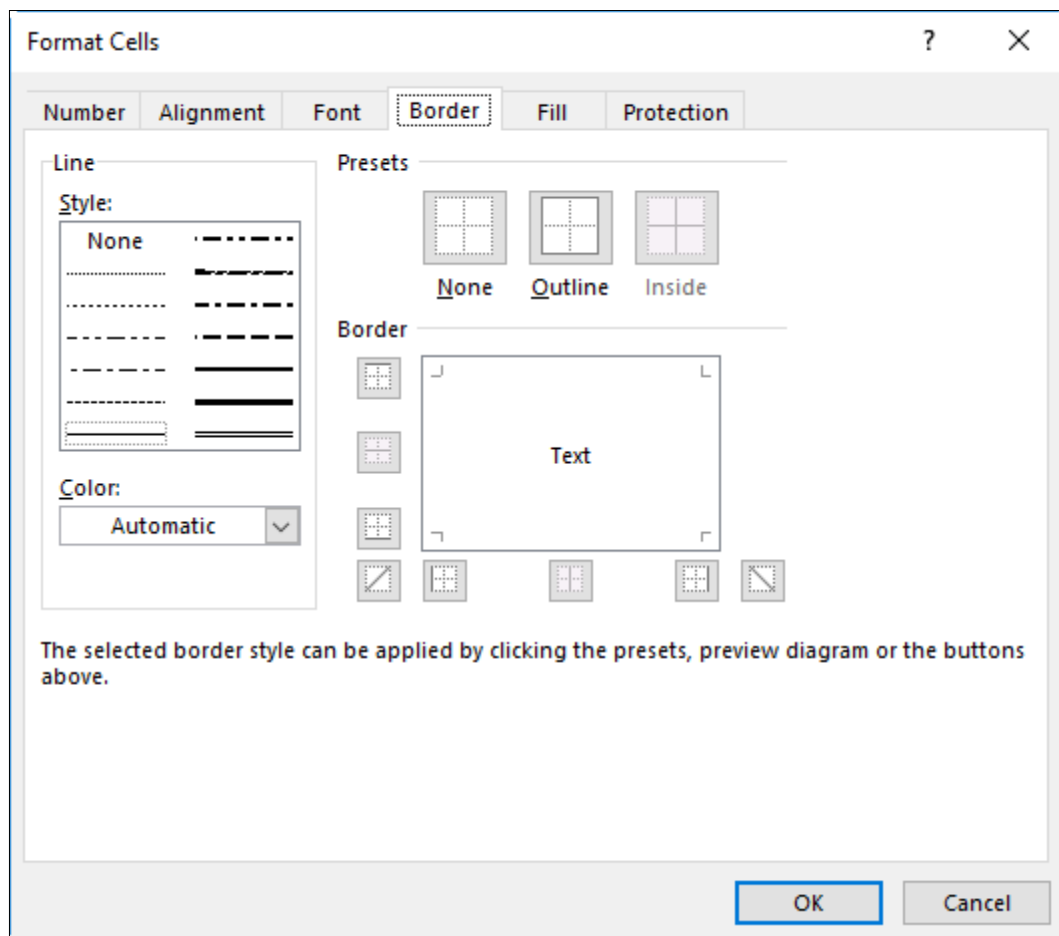 Format Cells ?
Number Alignment Font Border Fill Protection
Line
Style:
None
Color:
Automatic
Presets
None Outline Inside
Border
Text
The selected border style can be applied by clicking the presets, preview diagram or the buttons
above.
OK Cancel